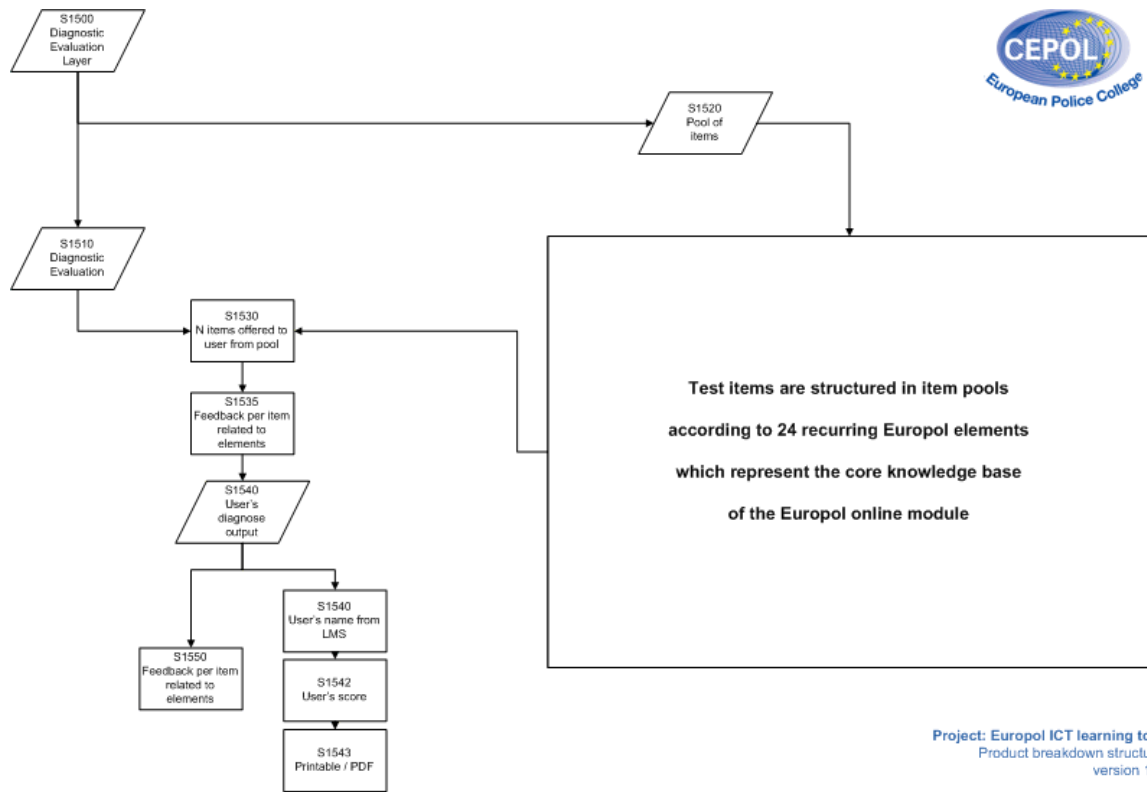 S1500
Diagnostic
Evaluation
Layer
CEPOL
European Police College
S1520
Pool of
items
S1510
Diagnostic
Evaluation
S1530
N items offered to
user from pool
S1535
Feedback per item
related to
elements
Test items are structured in item pools
according to 24 recurring Europol elements
which represent the core knowledge base
of the Europol online module
S1540
User's
diagnose
output
S1540
User's name from
LMS
S1550
Feedback per item
related to
elements
S1542
User's score
S1543
Printable / PDF
Project: Europol ICT learning
Product breakdown
version